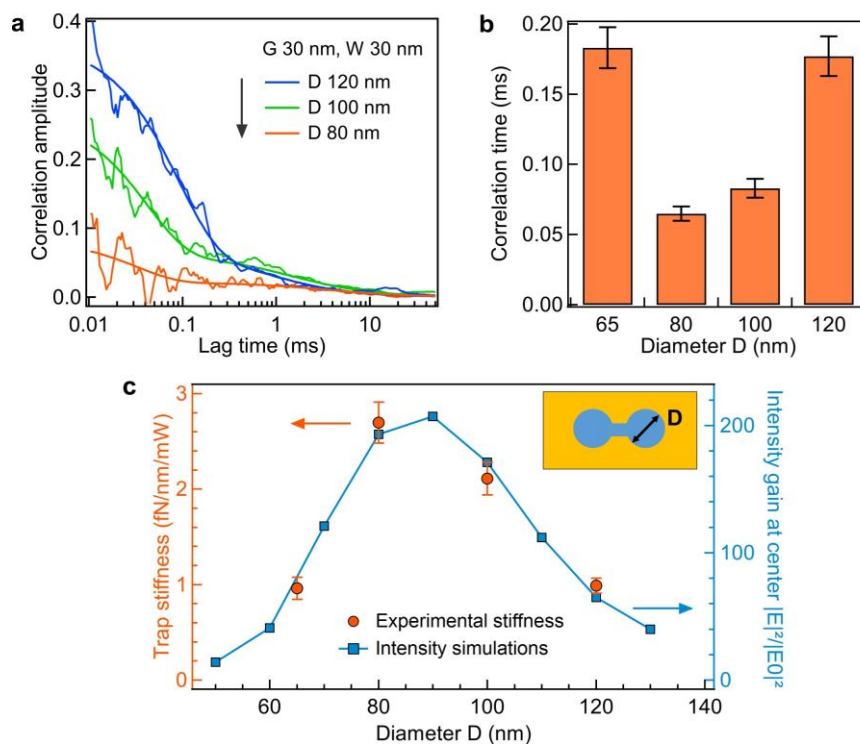 a
Correlation amplitude
0.4
0.3
0.2
0.1
0.0
G 30 nm, W 30 nm
D 120 nm
D 100 nm
D 80 nm
0.01
0.1
1
10
Lag time (ms)
b
Correlation time (ms)
0.20
0.15
0.10
0.05
0.00
65
80
100
120
Diameter D (nm)
c
Trap stiffness (fN/nm/mW)
3
2
1
0
D
Experimental stiffness
Intensity simulations
200
100
0
Intensity gain at center |E|²/|E0|²
60
80
100
120
140
Diameter D (nm)